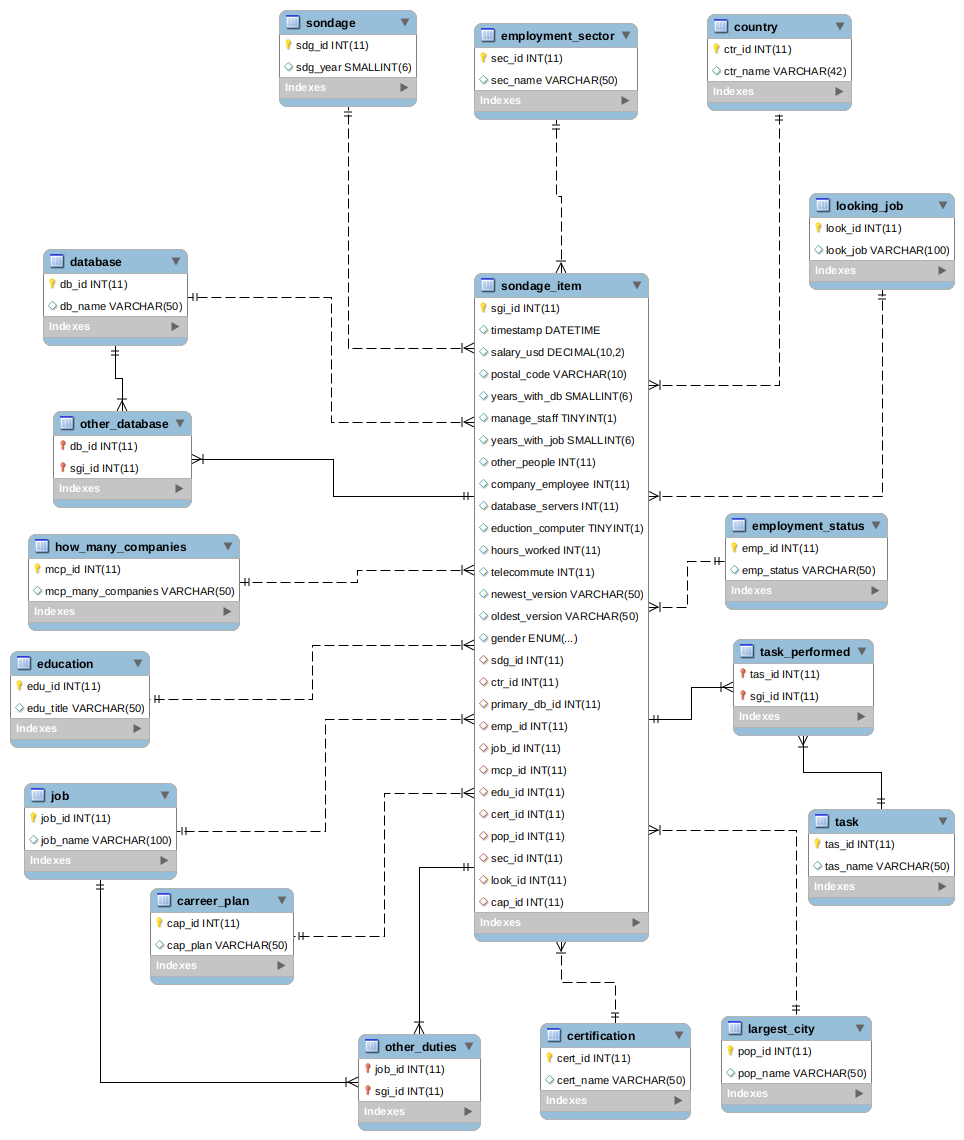 sondage
sdg_id INT(11)
sdg_year SMALLINT(6)
Indexes
employment_sector
sec_id INT(11)
sec_name VARCHAR(50)
Indexes
country
ctr_id INT(11)
ctr_name VARCHAR(42)
Indexes
looking_job
look_id INT(11)
look_job VARCHAR(100)
Indexes
database
db_id INT(11)
db_name VARCHAR(50)
Indexes
sondage_item
sgi_id INT(11)
timestamp DATETIME
salary_usd DECIMAL(10,2)
postal_code VARCHAR(10)
years_with_db SMALLINT(6)
manage_staff TINYINT(1)
years_with_job SMALLINT(6)
other_people INT(11)
company_employee INT(11)
database_servers INT(11)
eduction_computer TINYINT(1)
hours_worked INT(11)
telecommute INT(11)
newest_version VARCHAR(50)
oldest_version VARCHAR(50)
gender ENUM(...)
sdg_id INT(11)
ctr_id INT(11)
primary_db_id INT(11)
emp_id INT(11)
job_id INT(11)
mcp_id INT(11)
edu_id INT(11)
cert_id INT(11)
pop_id INT(11)
sec_id INT(11)
look_id INT(11)
cap_id INT(11)
Indexes
other_database
db_id INT(11)
sgi_id INT(11)
Indexes
how_many_companies
mcp_id INT(11)
mcp_many_companies VARCHAR(50)
Indexes
employment_status
emp_id INT(11)
emp_status VARCHAR(50)
Indexes
education
edu_id INT(11)
edu_title VARCHAR(50)
Indexes
task_performed
tas_id INT(11)
sgi_id INT(11)
Indexes
job
job_id INT(11)
job_name VARCHAR(100)
Indexes
task
tas_id INT(11)
tas_name VARCHAR(50)
Indexes
carreer_plan
cap_id INT(11)
cap_plan VARCHAR(50)
Indexes
other_duties
job_id INT(11)
sgi_id INT(11)
Indexes
certification
cert_id INT(11)
cert_name VARCHAR(50)
Indexes
largest_city
pop_id INT(11)
pop_name VARCHAR(50)
Indexes